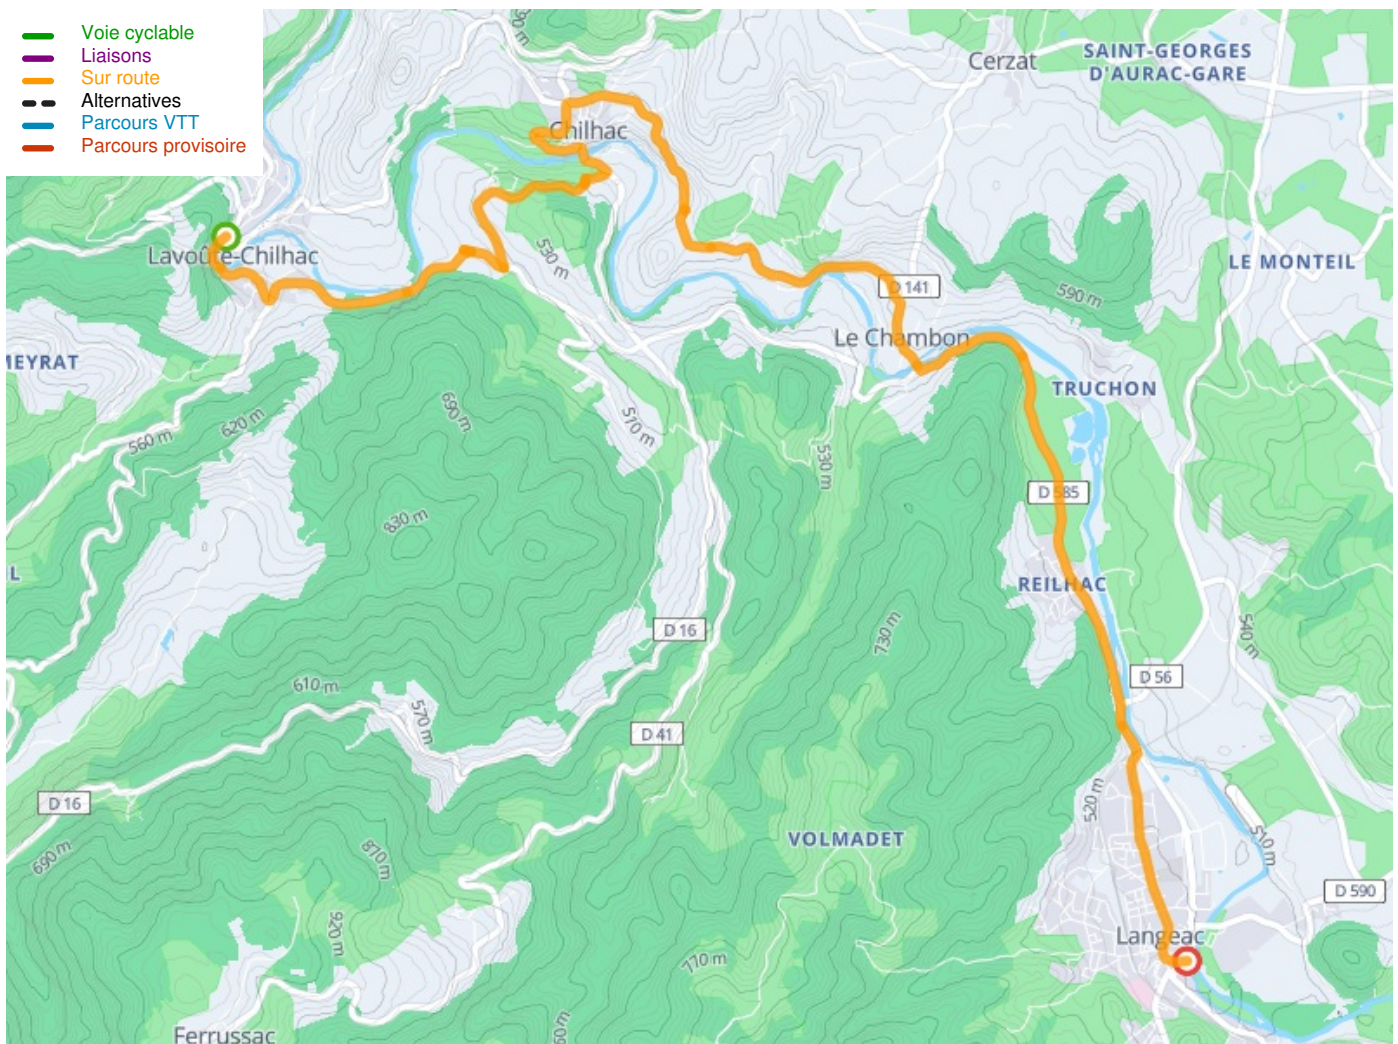 Voie cyclable
Liaisons
Sur route
Alternatives
Parcours VTT
Parcours provisoire
Cerzat
SAINT-GEORGES
D'AURAC-GARE
Chilhac
Lavoûte-Chilhac
530 m
LE MONTEIL
D 141
590 m
Le Chambon
MEYRAT
TRUCHON
690 m
620 m
510 m
560 m
530 m
D 585
830 m
L
REILHAC
D 16
730 m
540 m
D 56
610 m
570 m
D 41
D 16
520 m
VOLMADET
510 m
690 m
870 m
D 590
920 m
Langeac
770 m
Ferrussac